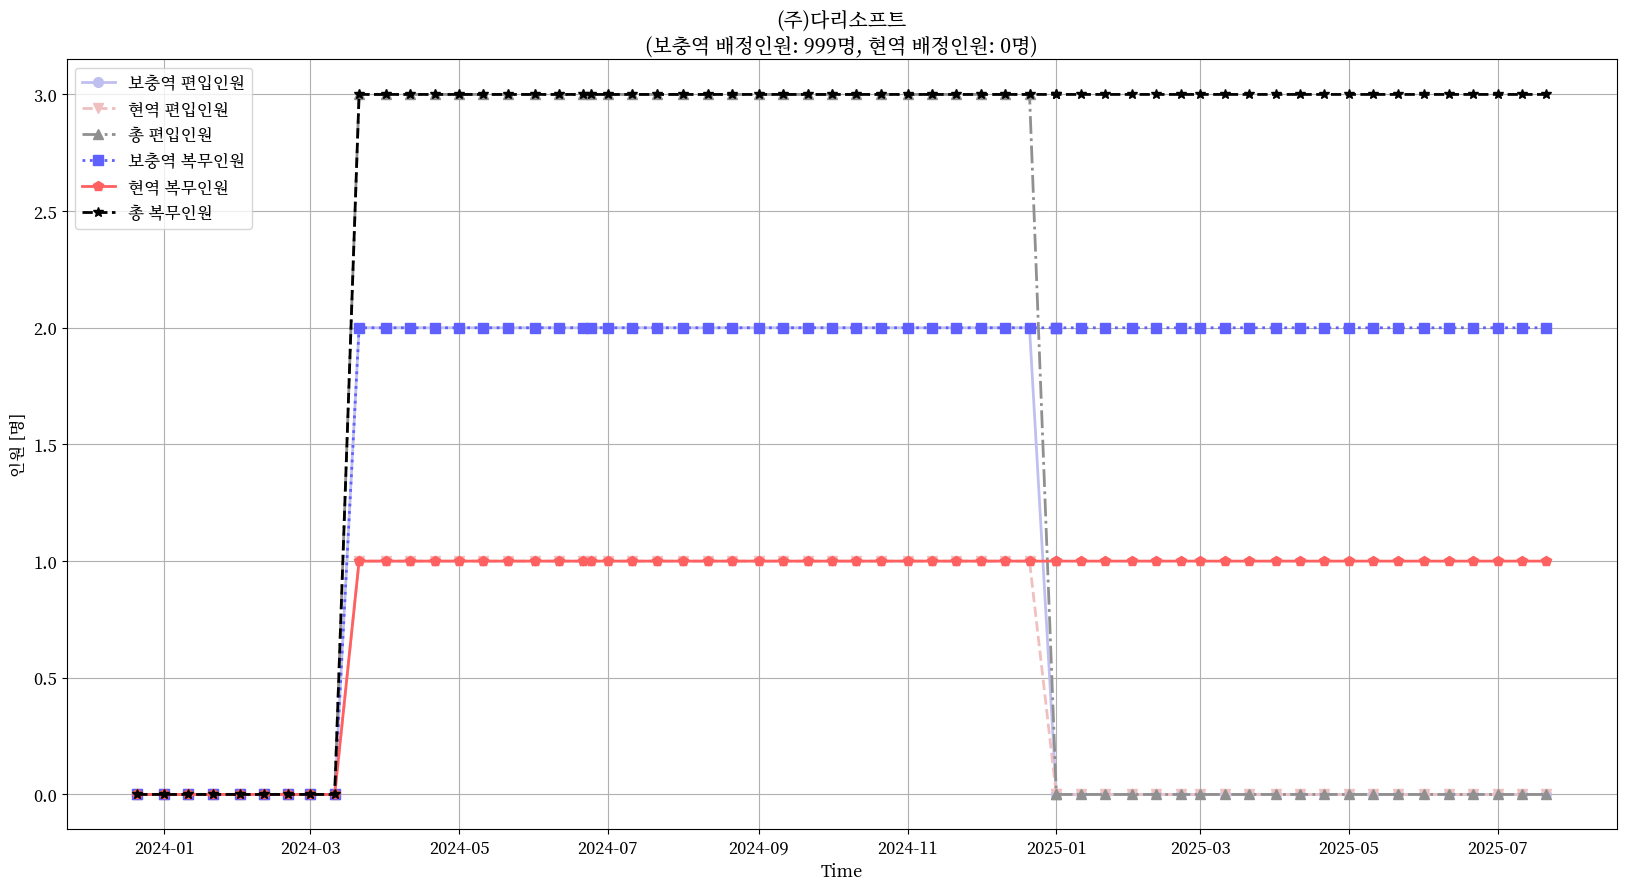 (주)다리소프트
(보충역 배정인원: 999명, 현역 배정인원: 0명)
보충역 편입인원
현역 편입인원
총 편입인원
보충역 복무인원
현역 복무인원
총 복무인원
인원 [명]
3.0
2.5
2.0
1.5
1.0
0.5
0.0
2024-01
2024-03
2024-05
2024-07
2024-09
2024-11
2025-01
2025-03
2025-05
2025-07
Time